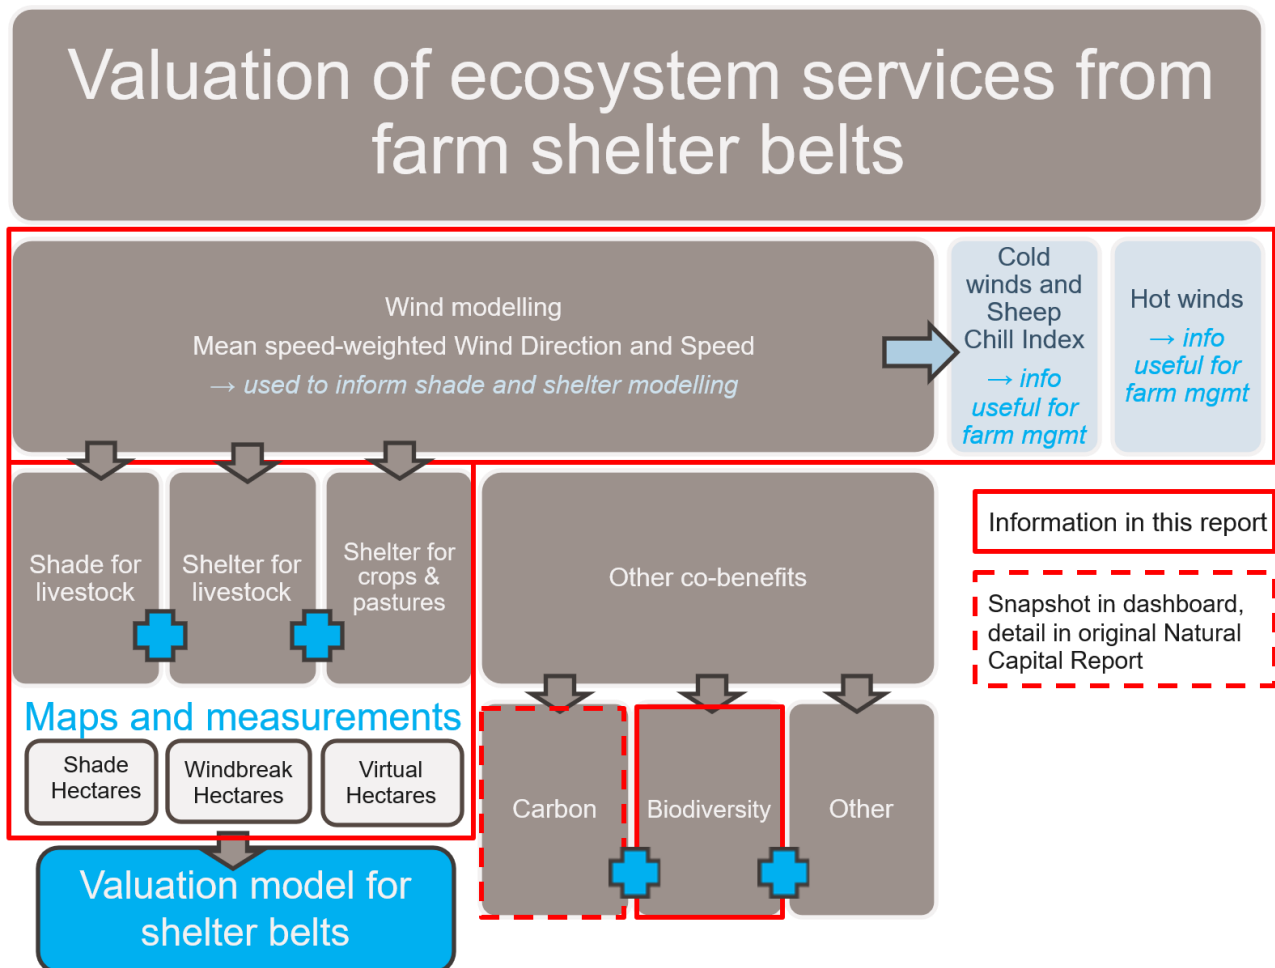 Valuation of ecosystem services from
farm shelter belts
Wind modelling
Mean speed-weighted Wind Direction and Speed
→ used to inform shade and shelter modelling
Cold
winds and
Sheep
Chill Index
→ info
useful for
farm mgmt
Hot winds
→ info
useful for
farm mgmt
Shade for
livestock
Shelter for
livestock
Shelter for
crops &
pastures
Other co-benefits
Information in this report
Snapshot in dashboard,
detail in original Natural
Capital Report
Maps and measurements
Shade
Hectares
Windbreak
Hectares
Virtual
Hectares
Carbon
Biodiversity
Other
Valuation model for
shelter belts